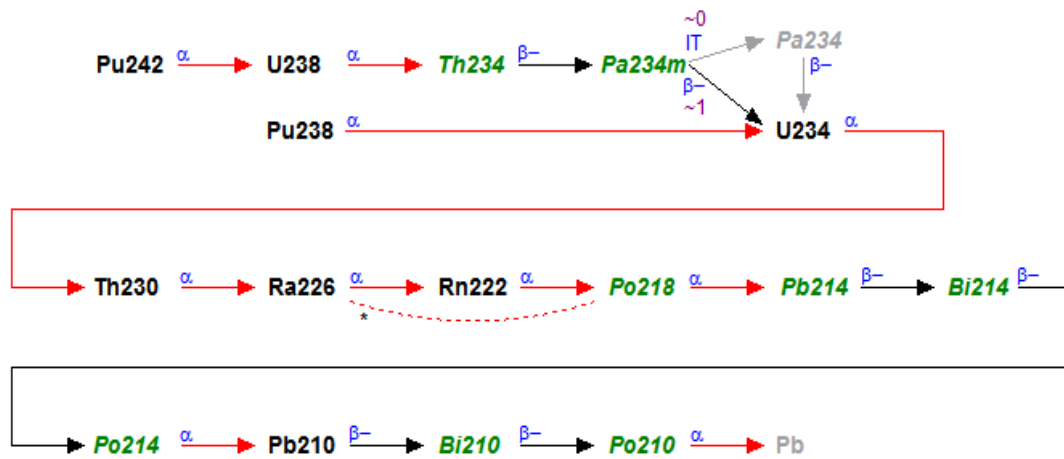 ~0
Pu242 α U238 α Th234 β− Pa234m IT Pa234
β− β−
~1
Pu238 α U234 α
Th230 α Ra226 α Rn222 α Po218 α Pb214 β− Bi214 β−
*
Po214 α Pb210 β− Bi210 β− Po210 α Pb